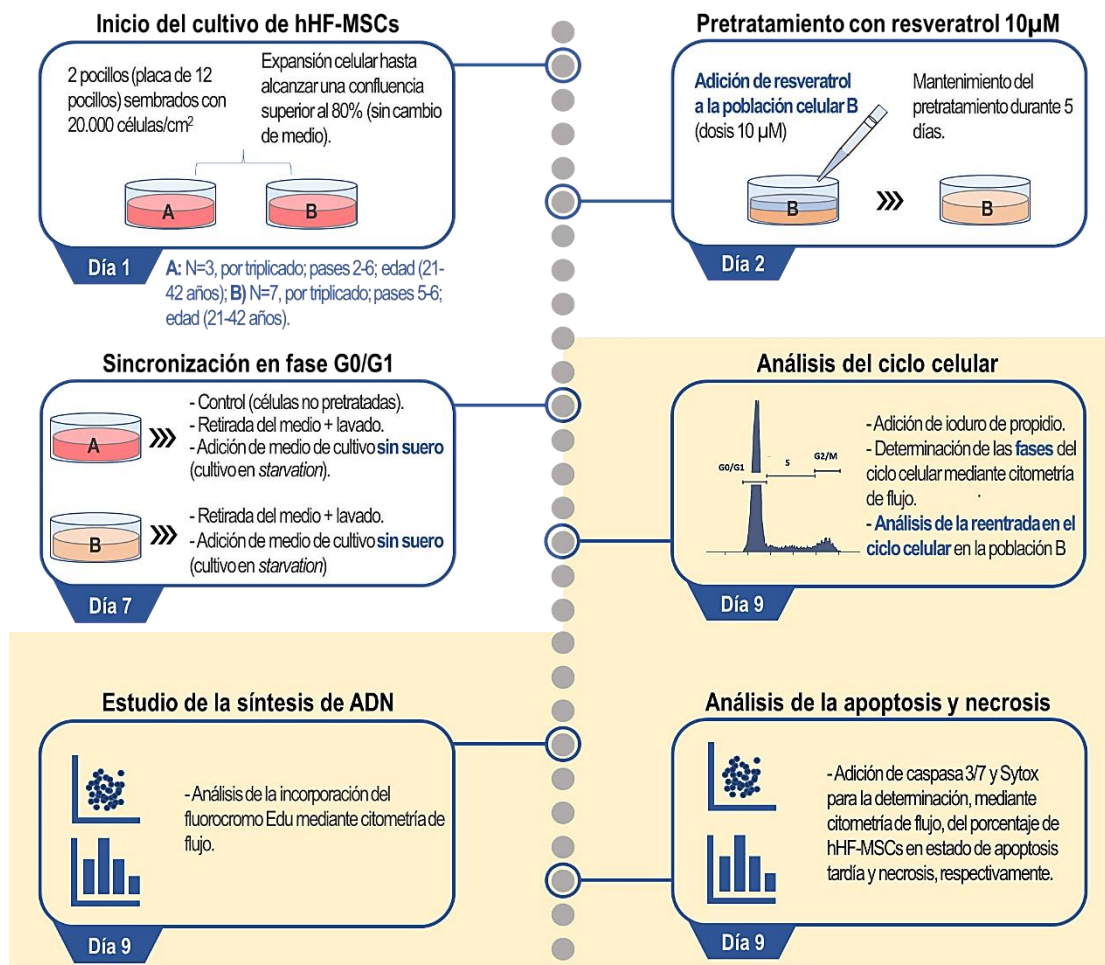 Inicio del cultivo de hHF-MSCs
2 pocillos (placa de 12
pocillos) sembrados con
20.000 células/cm²
Expansión celular hasta
alcanzar una confluencia
superior al 80% (sin cambio
de medio).
A
B
Día 1
A: N=3, por triplicado; pases 2-6; edad (21-
42 años); B) N=7, por triplicado; pases 5-6;
edad (21-42 años).
Pretratamiento con resveratrol 10µM
Adición de resveratrol
a la población celular B
(dosis 10 µM)
Mantenimiento del
pretratamiento durante 5
días.
B
B
Día 2
Sincronización en fase G0/G1
A
- Control (células no pretratadas).
- Retirada del medio + lavado.
- Adición de medio de cultivo sin suero
(cultivo en starvation).
B
- Retirada del medio + lavado.
- Adición de medio de cultivo sin suero
(cultivo en starvation)
Día 7
Análisis del ciclo celular
G0/G1
S
G2/M
- Adición de ioduro de propidio.
- Determinación de las fases del
ciclo celular mediante citometría
de flujo.
- Análisis de la reentrada en el
ciclo celular en la población B
Día 9
Estudio de la síntesis de ADN
- Análisis de la incorporación del
fluorocromo Edu mediante citometría de
flujo.
Día 9
Análisis de la apoptosis y necrosis
- Adición de caspasa 3/7 y Sytox
para la determinación, mediante
citometría de flujo, del porcentaje de
hHF-MSCs en estado de apoptosis
tardía y necrosis, respectivamente.
Día 9